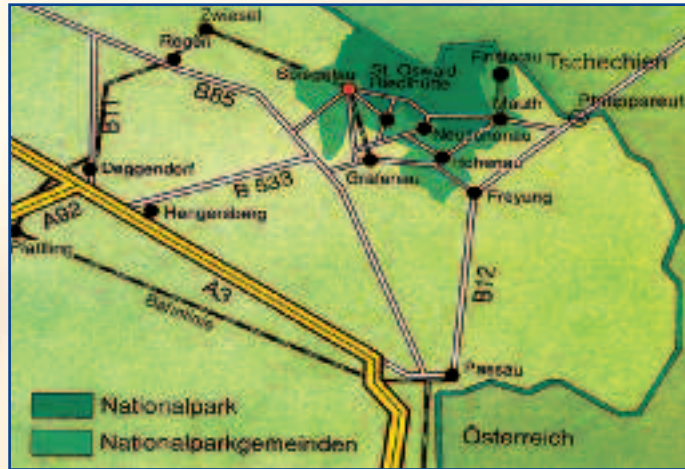 Zwiesel
Regen
B85
B11
Spiegelau
St. Oswald
Riedlhütte
Finsterau
Tschechien
Mauth
Philippsreut
Neuschönau
Hohenau
Grafenau
Freyung
Deggendorf
B 533
Hengersberg
A92
Plattling
A3
Bahnlinie
B12
Passau
Nationalpark
Nationalparkgemeinden
Österreich